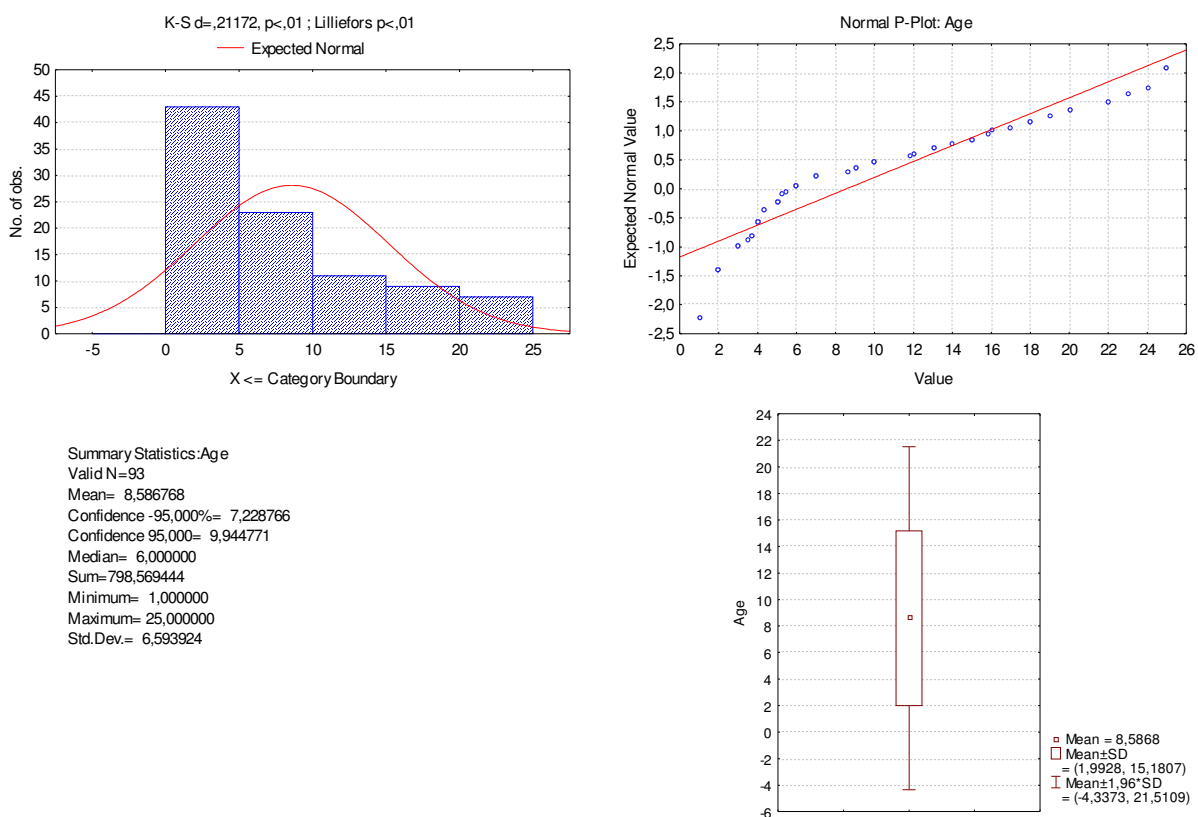 K-S d=,21172, p<,01 ; Lilliefors p<,01
Expected Normal
50
45
40
35
30
25
20
15
10
5
0
No. of obs.
-5 0 5 10 15 20 25
X <= Category Boundary
Normal P-Plot: Age
2,5
2,0
1,5
1,0
0,5
0,0
-0,5
-1,0
-1,5
-2,0
-2,5
Expected Normal Value
0 2 4 6 8 10 12 14 16 18 20 22 24 26
Value
Summary Statistics:Age
Valid N=93
Mean= 8,586768
Confidence -95,000%= 7,228766
Confidence 95,000= 9,944771
Median= 6,000000
Sum=798,569444
Minimum= 1,000000
Maximum= 25,000000
Std.Dev.= 6,593924
24
22
20
18
16
14
12
10
8
6
4
2
0
-2
-4
-6
Age
Mean = 8,5868
Mean±SD
= (1,9928, 15,1807)
Mean±1,96*SD
= (-4,3373, 21,5109)